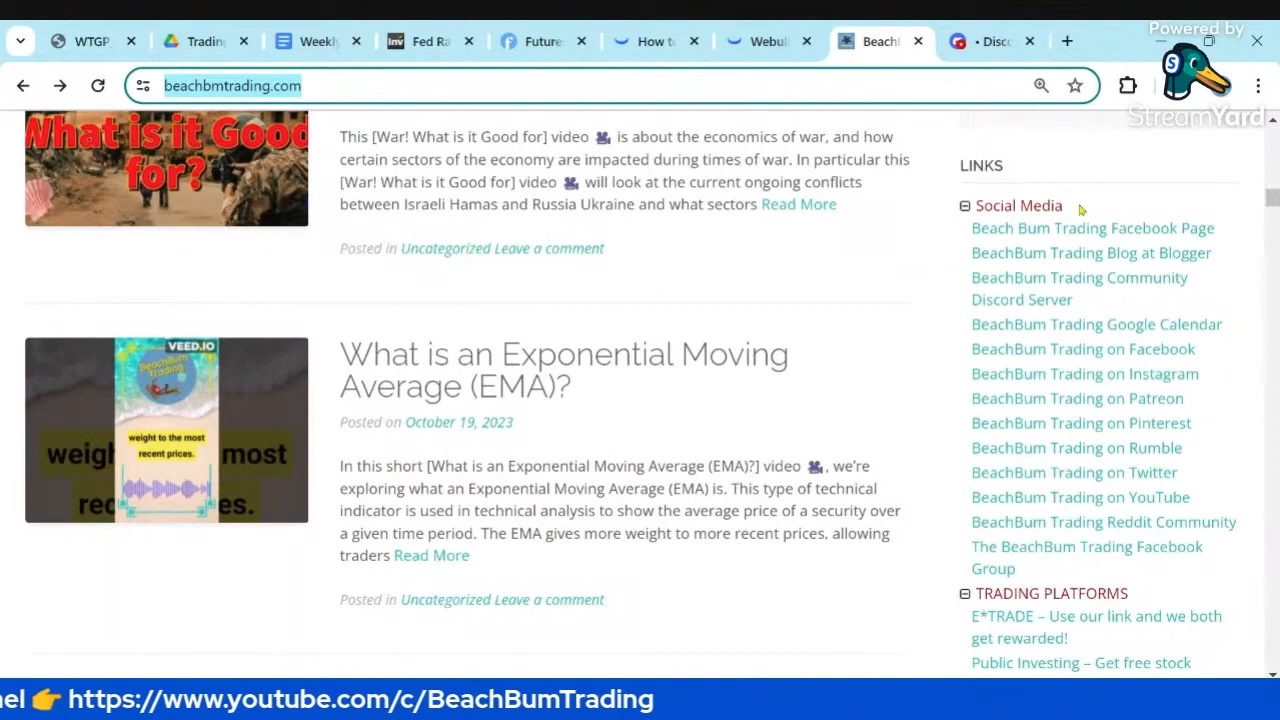 Powered by
StreamYard
WTGP
Trading
Weekly
Fed Ra
Future
How to
Webull
Beach
• Disc
beachbmtrading.com
What is it Good
for?
This [War! What is it Good for] video 🎥 is about the economics of war, and how
certain sectors of the economy are impacted during times of war. In particular this
[War! What is it Good for] video 🎥 will look at the current ongoing conflicts
between Israeli Hamas and Russia Ukraine and what sectors Read More
Posted in Uncategorized Leave a comment
VEED.IO
BeachBum
Trading
weight to the most
recent prices.
weigh
most
rec
es.
What is an Exponential Moving
Average (EMA)?
Posted on October 19, 2023
In this short [What is an Exponential Moving Average (EMA)?] video 🎥, we're
exploring what an Exponential Moving Average (EMA) is. This type of technical
indicator is used in technical analysis to show the average price of a security over
a given time period. The EMA gives more weight to more recent prices, allowing
traders Read More
Posted in Uncategorized Leave a comment
LINKS
Social Media
Beach Bum Trading Facebook Page
BeachBum Trading Blog at Blogger
BeachBum Trading Community
Discord Server
BeachBum Trading Google Calendar
BeachBum Trading on Facebook
BeachBum Trading on Instagram
BeachBum Trading on Patreon
BeachBum Trading on Pinterest
BeachBum Trading on Rumble
BeachBum Trading on Twitter
BeachBum Trading on YouTube
BeachBum Trading Reddit Community
The BeachBum Trading Facebook
Group
TRADING PLATFORMS
E*TRADE – Use our link and we both
get rewarded!
Public Investing – Get free stock
nel 👉 https://www.youtube.com/c/BeachBumTrading